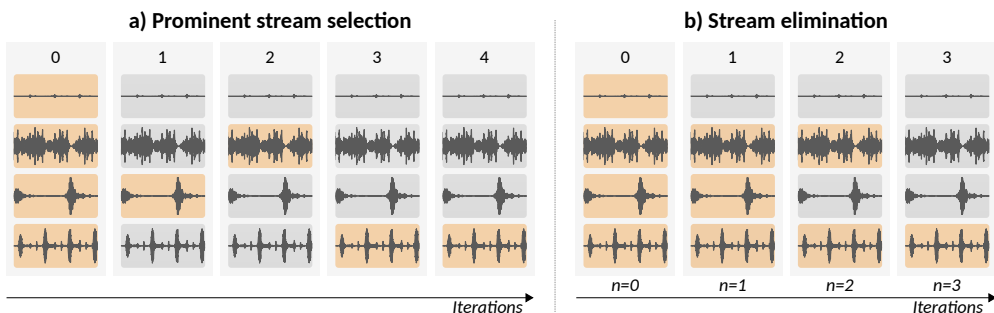 a) Prominent stream selection
0 1 2 3 4
Iterations
b) Stream elimination
0 1 2 3
n=0 n=1 n=2 n=3
Iterations